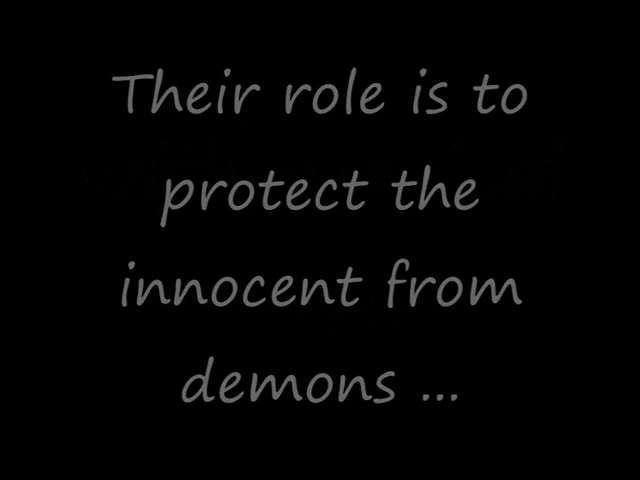 Their role is to
protect the
innocent from
demons ...